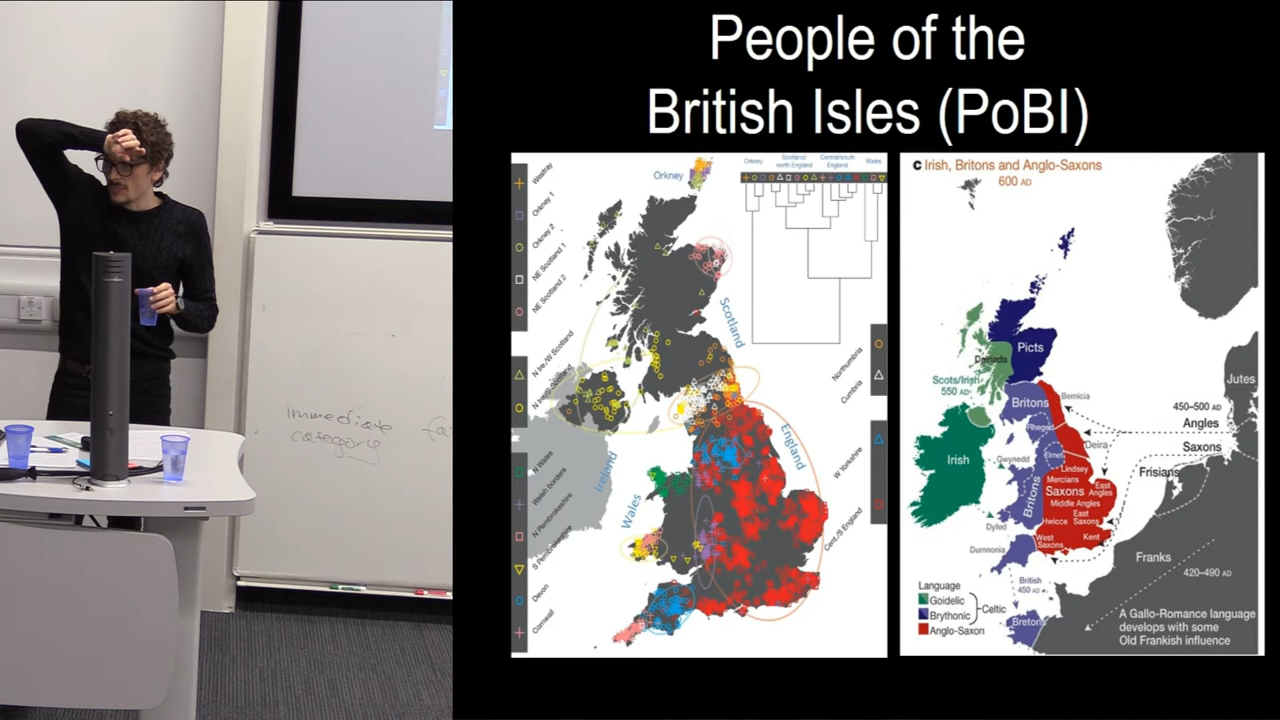 People of the
British Isles (PoBI)
immediate
category
Westray
Orkney 1
Orkney 2
NE Scotland 1
NE Scotland 2
N Ire./W Scotland
N Wales
Welsh borders
N Pembrokeshire
S Pembrokeshire
Devon
Cornwall
Orkney
Scotland
England
Ireland
Wales
Orkney
Scotland/
north England
Central/south
England
Wales
Northumbria
Cumbria
W Yorkshire
Cent./S England
C Irish, Britons and Anglo-Saxons
600 AD
Picts
Scots/Irish
550 AD
Britons
Bernicia
Jutes
450–500 AD
Angles
Rheged
Deira
Saxons
Irish
Gwynedd
Elmet
Frisians
Lindsey
Mercians
Britons
Saxons
East
Angles
Middle Angles
East
Saxons
Hwicce
Dyfed
West
Saxons
Kent
Dumnonia
Franks
420–490 AD
British
450 AD
Language
Goidelic
Brythonic
Celtic
Anglo-Saxon
A Gallo-Romance language
develops with some
Old Frankish influence